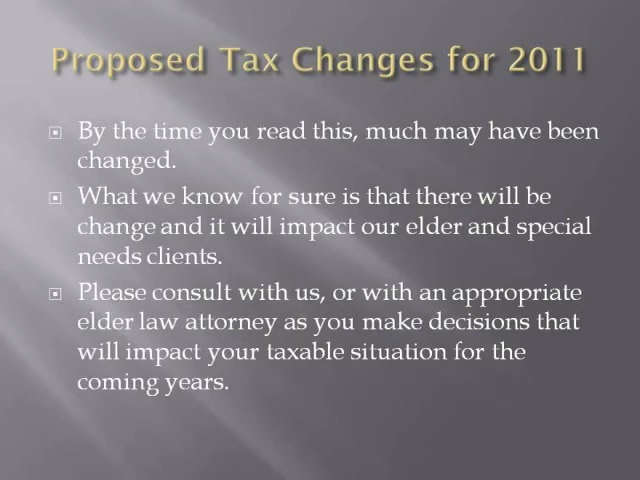 Proposed Tax Changes for 2011
By the time you read this, much may have been
changed.
What we know for sure is that there will be
change and it will impact our elder and special
needs clients.
Please consult with us, or with an appropriate
elder law attorney as you make decisions that
will impact your taxable situation for the
coming years.